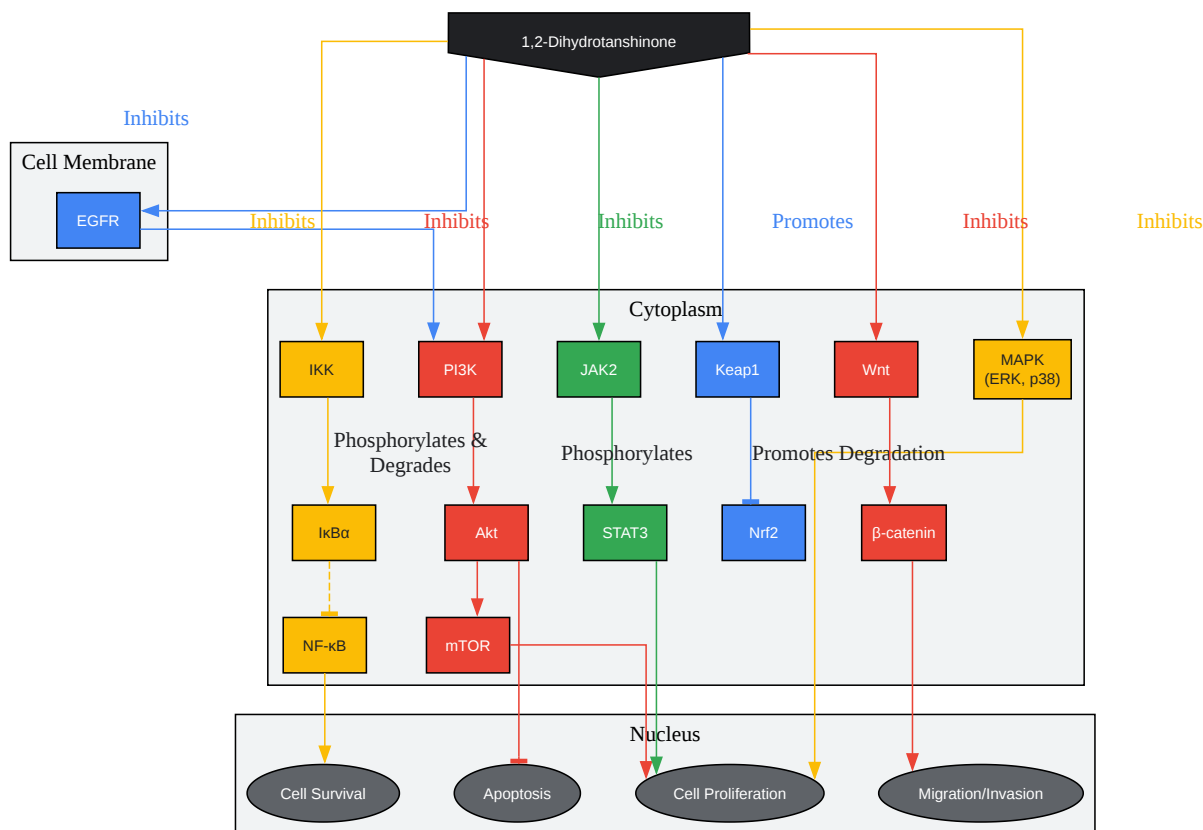 1,2-Dihydrotanshinone
Inhibits
Cell Membrane
EGFR
Inhibits
Inhibits
Inhibits
Promotes
Inhibits
Inhibits
Cytoplasm
IKK
PI3K
JAK2
Keap1
Wnt
MAPK
(ERK, p38)
Phosphorylates &
Degrades
Phosphorylates
Promotes Degradation
IκBα
Akt
STAT3
Nrf2
β-catenin
NF-κB
mTOR
Nucleus
Cell Survival
Apoptosis
Cell Proliferation
Migration/Invasion